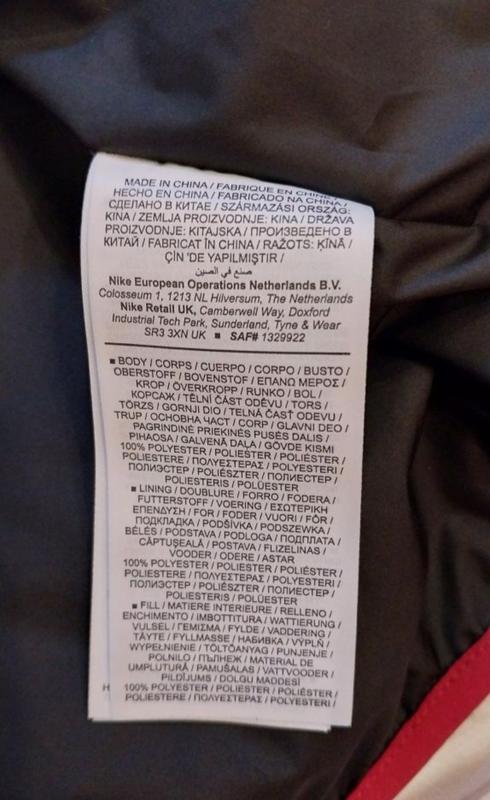 MADE IN CHINA / FABRIQUE EN CHINE /
HECHO EN CHINA / FABRICADO NA CHINA /
СДЕЛАНО В КИТАЕ / SZÁRMAZÁSI ORSZÁG:
KINA / ZEMLJA PROIZVODNJE: KINA / DRŽAVA
PROIZVODNJE: KITAJSKA / ПРОИЗВЕДЕНО В
КИТАЙ / FABRICAT ÎN CHINA / RAŽOTS: ĶĪNĀ /
ÇİN 'DE YAPILMIŞTIR /
صنع في الصين
Nike European Operations Netherlands B.V.
Colosseum 1, 1213 NL Hilversum, The Netherlands
Nike Retail UK, Camberwell Way, Doxford
Industrial Tech Park, Sunderland, Tyne & Wear
SR3 3XN UK ■ SAF# 1329922
■ BODY / CORPS / CUERPO / CORPO / BUSTO /
OBERSTOFF / BOVENSTOF / ΕΠΑΝΩ ΜΕΡΟΣ /
KROP / ÖVERKROPP / RUNKO / BOL /
КОРСАЖ / TĚLNÍ ČÁST ODĚVU / TORS /
TÖRZS / GORNJI DIO / TELNÁ ČASŤ ODEVU /
TRUP / ОСНОВНА ЧАСТ / CORP / GLAVNI DEO /
PAGRINDINĖ PRIEKINĖS PUSĖS DALIS /
PIHAOSA / GALVENĀ DAĻA / GÖVDE KISMI
100% POLYESTER / POLIESTER / POLIÉSTER /
POLIESTERE / ΠΟΛΥΕΣΤΕΡΑΣ / POLYESTERI /
ПОЛИЭСТЕР / POLIÉSZTER / ПОЛИЕСТЕР /
POLIESTERIS / POLÜESTER
■ LINING / DOUBLURE / FORRO / FODERA /
FUTTERSTOFF / VOERING / ΕΣΩΤΕΡΙΚΗ
ΕΠΕΝΔΥΣΗ / FOR / FODER / VUORI / FÔR /
ПОДКЛАДКА / PODŠÍVKA / PODSZEWKA /
BÉLÉS / PODSTAVA / PODLOGA / ПОДПЛАТА /
CĂPTUȘEALĂ / POSTAVA / FLIZELINAS /
VOODER / ODERE / ASTAR
100% POLYESTER / POLIESTER / POLIÉSTER /
POLIESTERE / ΠΟΛΥΕΣΤΕΡΑΣ / POLYESTERI /
ПОЛИЭСТЕР / POLIÉSZTER / ПОЛИЕСТЕР /
POLIESTERIS / POLÜESTER
■ FILL / MATIERE INTERIEURE / RELLENO /
ENCHIMENTO / IMBOTTITURA / WATTIERUNG /
VULSEL / ΓΕΜΙΣΜΑ / FYLDE / VADDERING /
TÄYTE / FYLLMASSE / НАБИВКА / VÝPLŇ /
WYPEŁNIENIE / TÖLTŐANYAG / PUNJENJE /
POLNILO / ПЪЛНЕЖ / MATERIAL DE
UMPLUTURĂ / PAMUŠALAS / VATTVOODER /
PILDĪJUMS / DOLGU MADDESİ
H 100% POLYESTER / POLIESTER / POLIÉSTER /
POLIESTERE / ΠΟΛΥΕΣΤΕΡΑΣ / POLYESTERI /